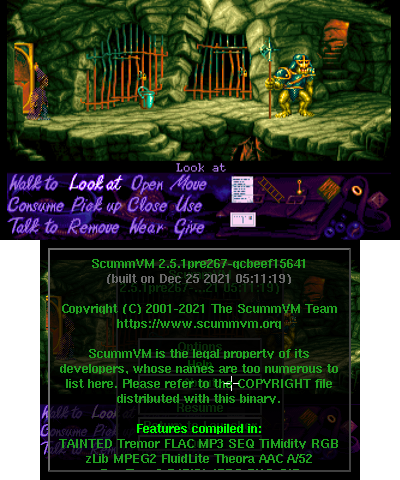 Look at
Walk to Look at Open Move
Consume Pick up Close Use
Talk to Remove Wear Give
ScummVM 2.5.1pre267-gcbeef15641
(built on Dec 25 2021 05:11:19)
Copyright (C) 2001-2021 The ScummVM Team
https://www.scummvm.org
Options
ScummVM is the legal property of its
developers, whose names are too numerous to
list here. Please refer to the COPYRIGHT file
distributed with this binary.
Resume
Features compiled in:
TAINTED Tremor FLAC MP3 SEQ TiMidity RGB
zLib MPEG2 FluidLite Theora AAC A/52